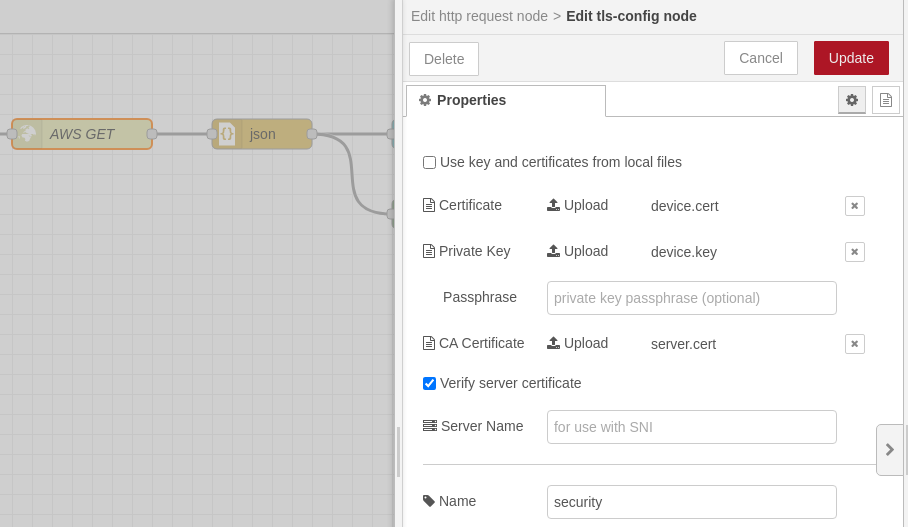 Edit http request node > Edit tls-config node
Delete Cancel Update
Properties
AWS GET
{} json
Use key and certificates from local files
Certificate Upload device.cert
Private Key Upload device.key
Passphrase private key passphrase (optional)
CA Certificate Upload server.cert
Verify server certificate
Server Name for use with SNI
Name security